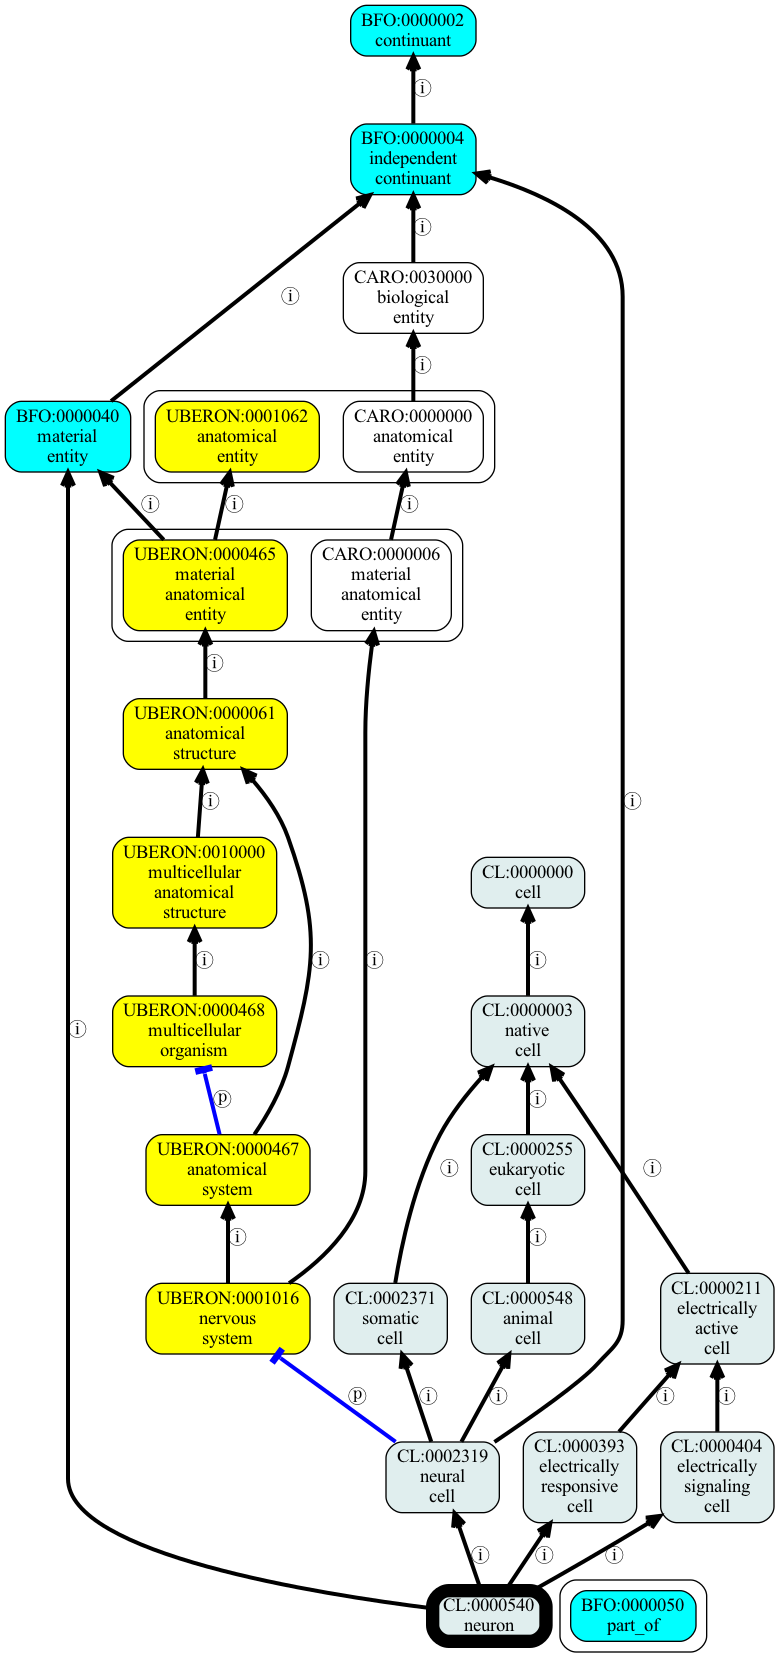 BFO:0000002
continuant
ⓘ
BFO:0000004
independent
continuant
ⓘ
CARO:0030000
biological
entity
ⓘ
ⓘ
BFO:0000040
material
entity
UBERON:0001062
anatomical
entity
CARO:0000000
anatomical
entity
ⓘ
ⓘ
ⓘ
UBERON:0000465
material
anatomical
entity
CARO:0000006
material
anatomical
entity
ⓘ
UBERON:0000061
anatomical
structure
ⓘ
ⓘ
UBERON:0010000
multicellular
anatomical
structure
CL:0000000
cell
ⓘ
ⓘ
ⓘ
ⓘ
UBERON:0000468
multicellular
organism
CL:0000003
native
cell
ⓘ
ⓟ
ⓘ
UBERON:0000467
anatomical
system
CL:0000255
eukaryotic
cell
ⓘ
ⓘ
ⓘ
ⓘ
UBERON:0001016
nervous
system
CL:0002371
somatic
cell
CL:0000548
animal
cell
CL:0000211
electrically
active
cell
ⓟ
ⓘ
ⓘ
ⓘ
ⓘ
CL:0002319
neural
cell
CL:0000393
electrically
responsive
cell
CL:0000404
electrically
signaling
cell
ⓘ
ⓘ
ⓘ
CL:0000540
neuron
BFO:0000050
part_of